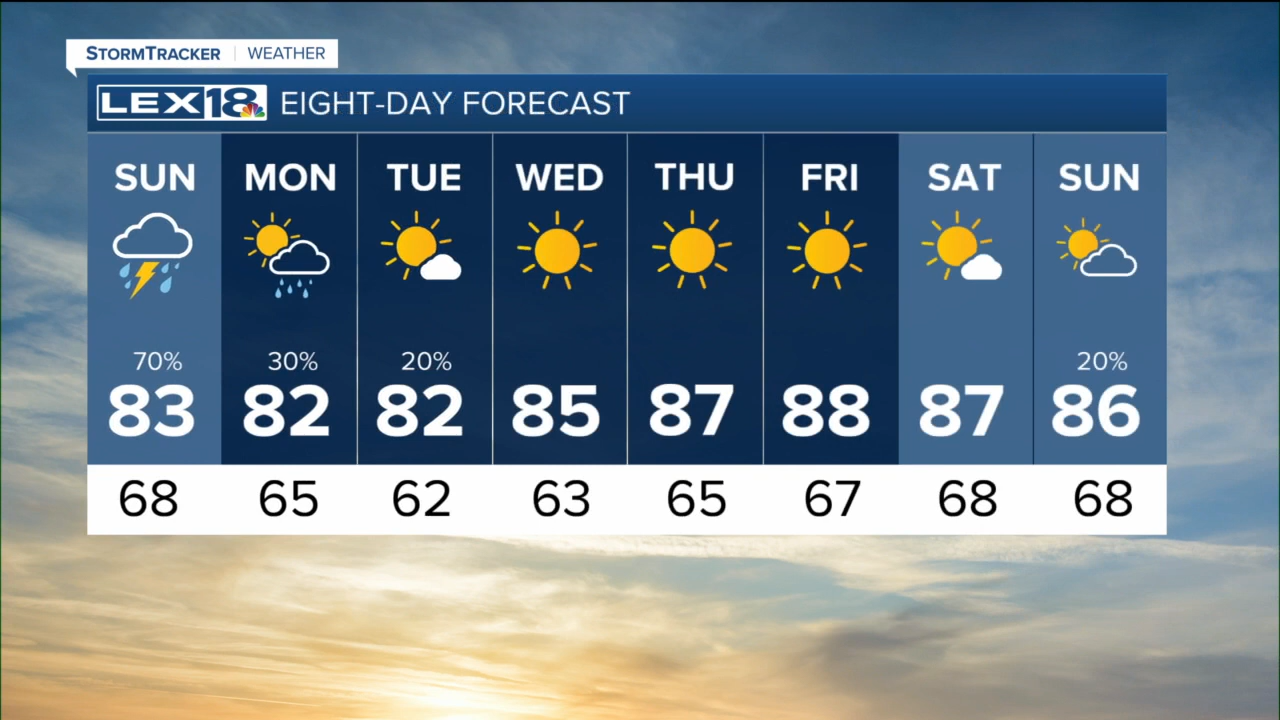 STORMTRACKER | WEATHER
LEX18 EIGHT-DAY FORECAST
SUN MON TUE WED THU FRI SAT SUN
70% 30% 20% 20%
83 82 82 85 87 88 87 86
68 65 62 63 65 67 68 68